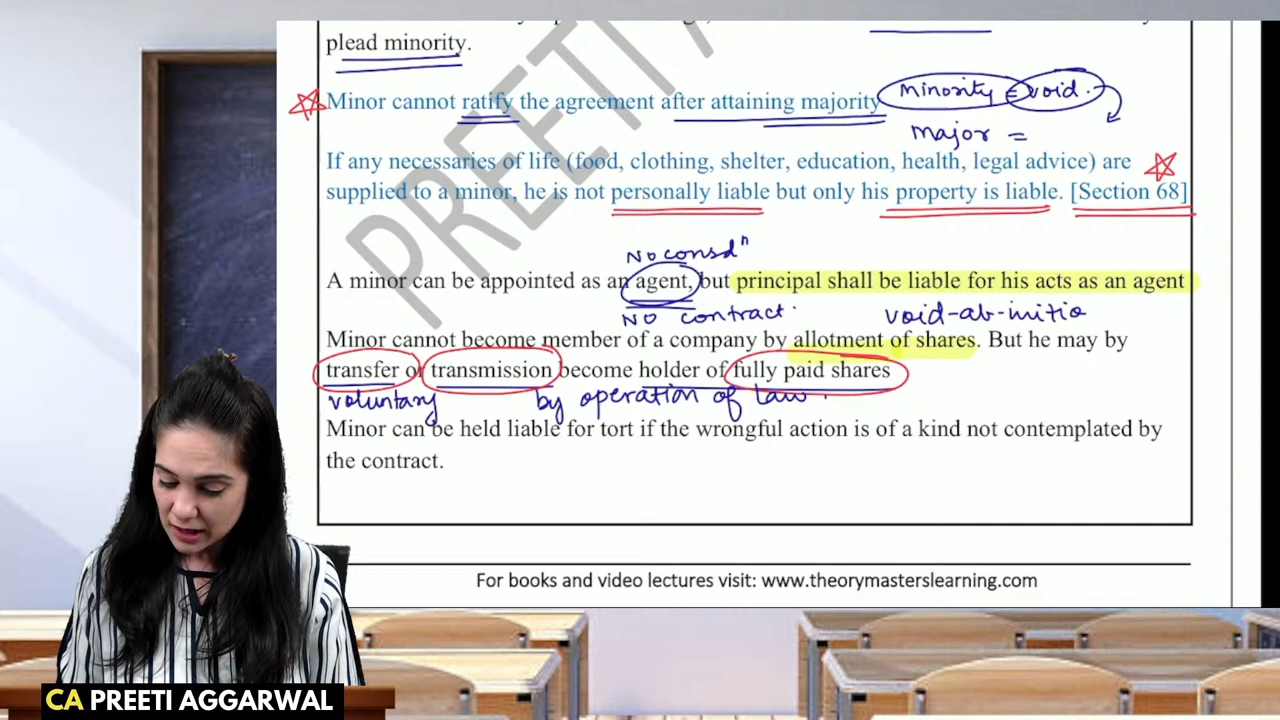 plead minority.
Minor cannot ratify the agreement after attaining majority minority = void.
major =
If any necessaries of life (food, clothing, shelter, education, health, legal advice) are
supplied to a minor, he is not personally liable but only his property is liable. [Section 68]
No consdⁿ
A minor can be appointed as an agent, but principal shall be liable for his acts as an agent
NO contract. void-ab-initio
Minor cannot become member of a company by allotment of shares. But he may by
transfer or transmission become holder of fully paid shares
voluntary by operation of law.
Minor can be held liable for tort if the wrongful action is of a kind not contemplated by
the contract.
PREETI
For books and video lectures visit: www.theorymasterslearning.com
CA PREETI AGGARWAL